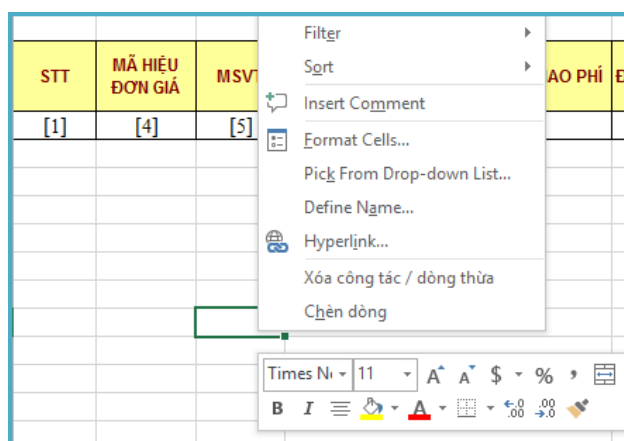 Filter
Sort
Insert Comment
Format Cells...
Pick From Drop-down List...
Define Name...
Hyperlink...
Xóa công tác / dòng thừa
Chèn dòng
STT
MÃ HIỆU
ĐƠN GIÁ
MSVT
AO PHÍ
Đ
[1]
[4]
[5]
Times N
11
A A $ % ,
B I A .00 .00